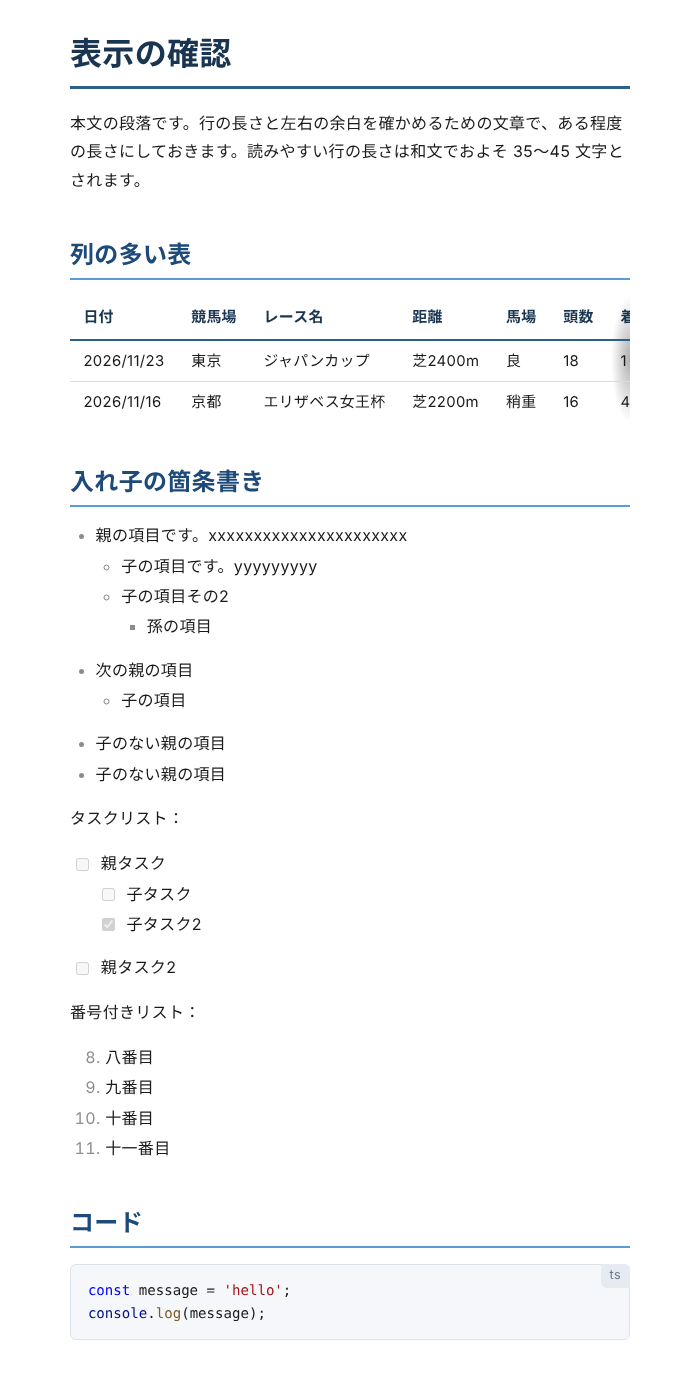 表示の確認
本文の段落です。行の長さと左右の余白を確かめるための文章で、ある程度
の長さにしておきます。読みやすい行の長さは和文でおよそ 35〜45 文字と
されます。
列の多い表
日付 競馬場 レース名 距離 馬場 頭数
2026/11/23 東京 ジャパンカップ 芝2400m 良 18 1
2026/11/16 京都 エリザベス女王杯 芝2200m 稍重 16 4
入れ子の箇条書き
親の項目です。xxxxxxxxxxxxxxxxxxxxxx
子の項目です。yyyyyyyyy
子の項目その2
孫の項目
次の親の項目
子の項目
子のない親の項目
子のない親の項目
タスクリスト：
親タスク
子タスク
子タスク2
親タスク2
番号付きリスト：
8. 八番目
9. 九番目
10. 十番目
11. 十一番目
コード
ts
const message = 'hello';
console.log(message);